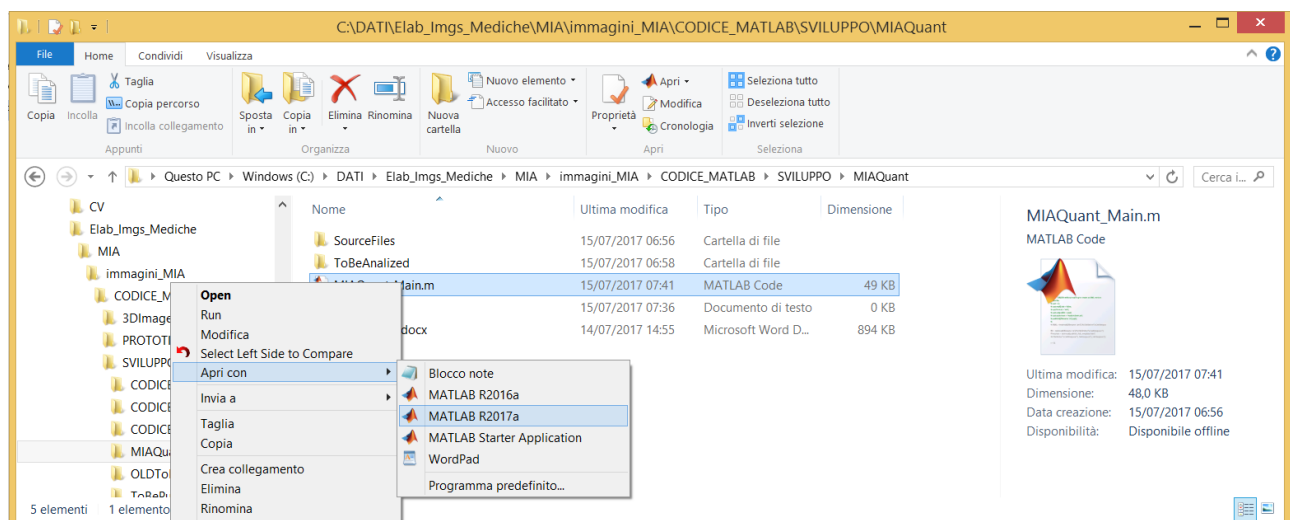 C:\DATI\Elab_Imgs_Mediche\MIA\immagini_MIA\CODICE_MATLAB\SVILUPPO\MIAQuant
File Home Condividi Visualizza
Copia
Incolla
Taglia
Copia percorso
Incolla collegamento
Appunti
Sposta in
Copia in
Elimina
Rinomina
Organizza
Nuova cartella
Nuovo elemento
Accesso facilitato
Nuovo
Proprietà
Apri
Modifica
Cronologia
Apri
Seleziona tutto
Deseleziona tutto
Inverti selezione
Seleziona
Questo PC Windows (C:) DATI Elab_Imgs_Mediche MIA immagini_MIA CODICE_MATLAB SVILUPPO MIAQuant
Cerca i...
CV
Elab_Imgs_Mediche
MIA
immagini_MIA
CODICE_M
3DImage
PROTOTI
SVILUPP
CODICE
CODICE
CODICE
MIAQu
OLDTo
Nome Ultima modifica Tipo Dimensione
SourceFiles 15/07/2017 06:56 Cartella di file
ToBeAnalized 15/07/2017 06:58 Cartella di file
Main.m 15/07/2017 07:41 MATLAB Code 49 KB
15/07/2017 07:36 Documento di testo 0 KB
docx 14/07/2017 14:55 Microsoft Word D... 894 KB
Open
Run
Modifica
Select Left Side to Compare
Apri con
Invia a
Taglia
Copia
Crea collegamento
Elimina
Rinomina
Blocco note
MATLAB R2016a
MATLAB R2017a
MATLAB Starter Application
WordPad
Programma predefinito...
MIAQuant_Main.m
MATLAB Code
Ultima modifica: 15/07/2017 07:41
Dimensione: 48,0 KB
Data creazione: 15/07/2017 06:56
Disponibilità: Disponibile offline
5 elementi 1 elemento